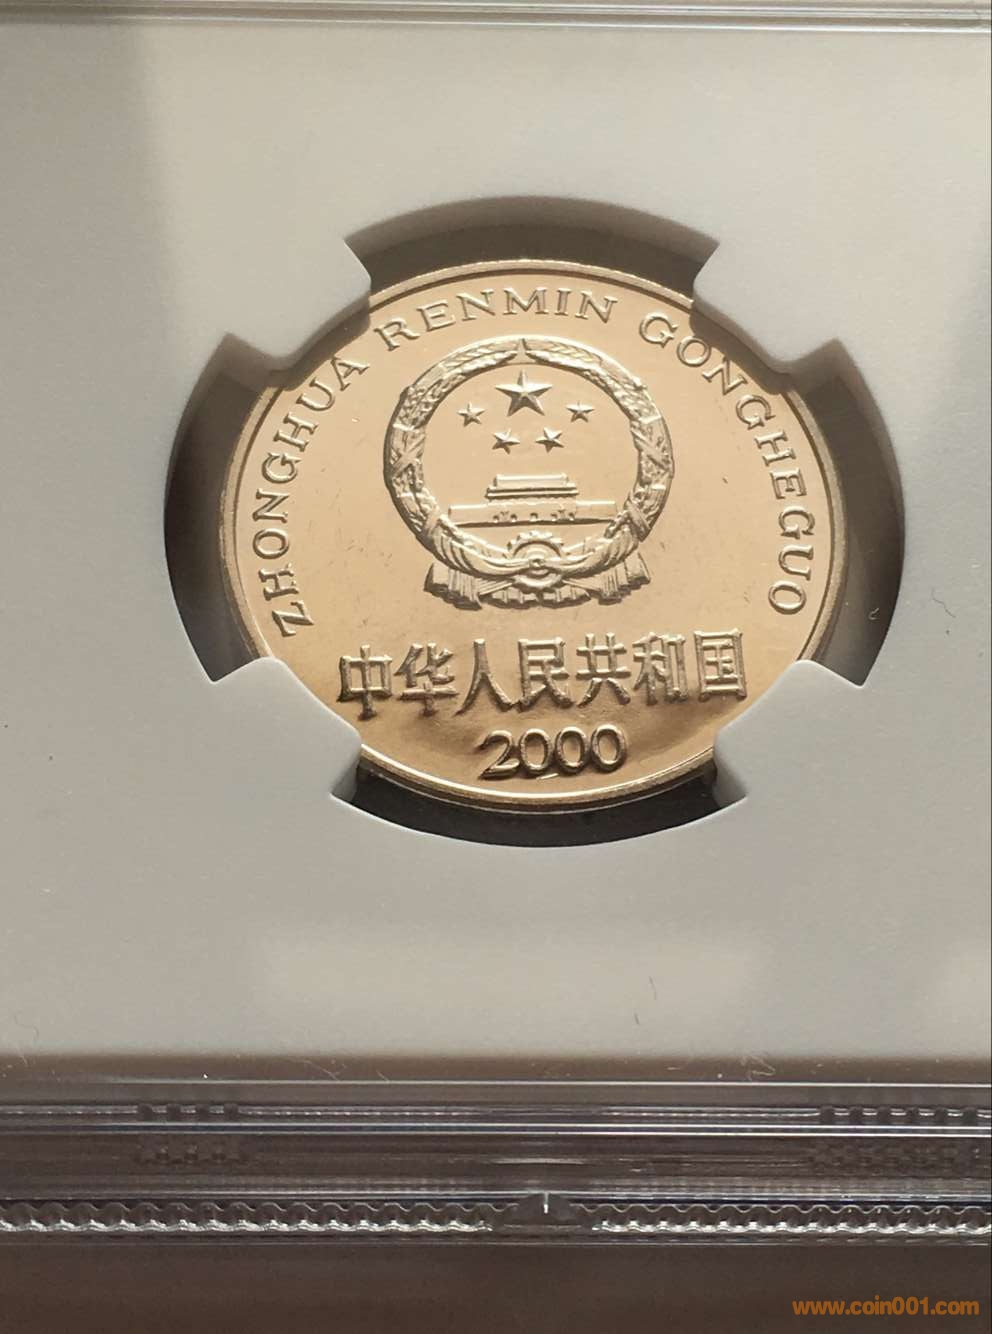 ZHONGHUA RENMIN GONGHEGUO
中华人民共和国
2000
www.coin001.com